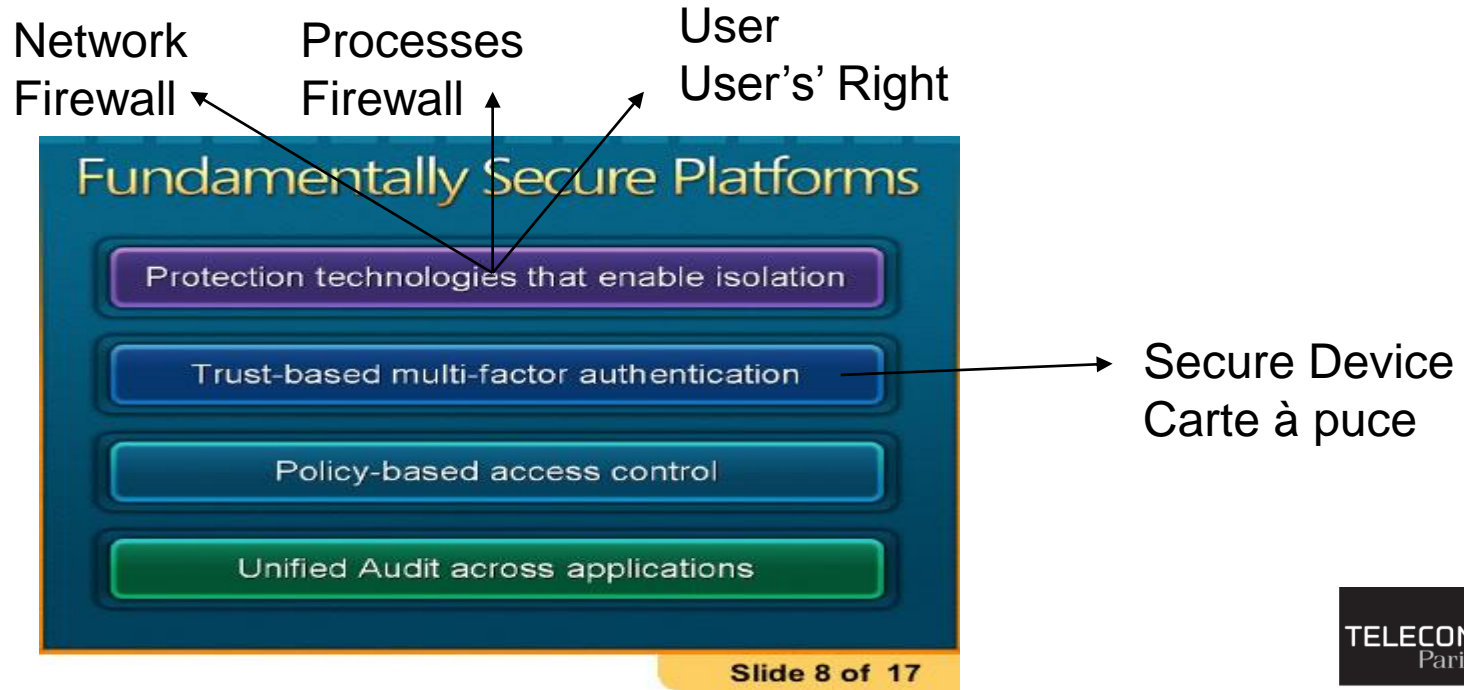 Network
Firewall
Processes
Firewall
User
User’s’ Right
Fundamentally Secure Platforms
Protection technologies that enable isolation
Trust-based multi-factor authentication
Secure Device
Carte à puce
Policy-based access control
Unified Audit across applications
Slide 8 of 17